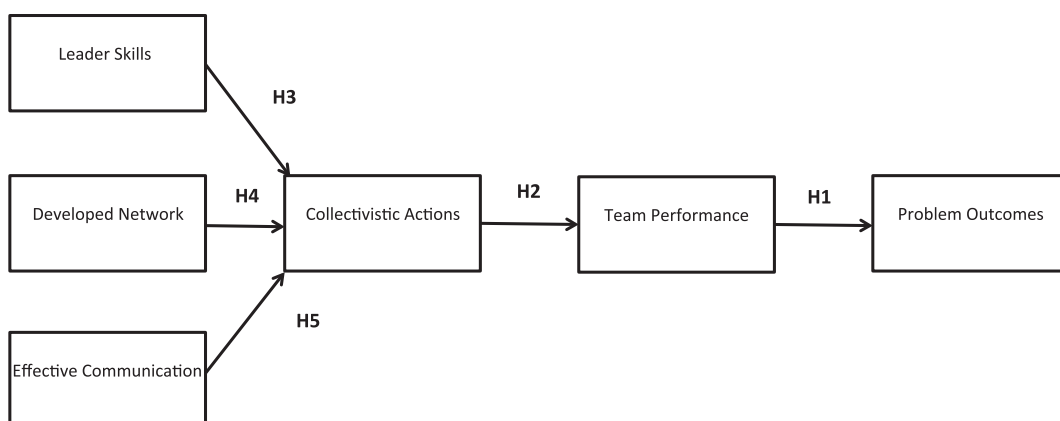 Leader Skills
H3
Developed Network
H4
Collectivistic Actions
H2
Team Performance
H1
Problem Outcomes
H5
Effective Communication